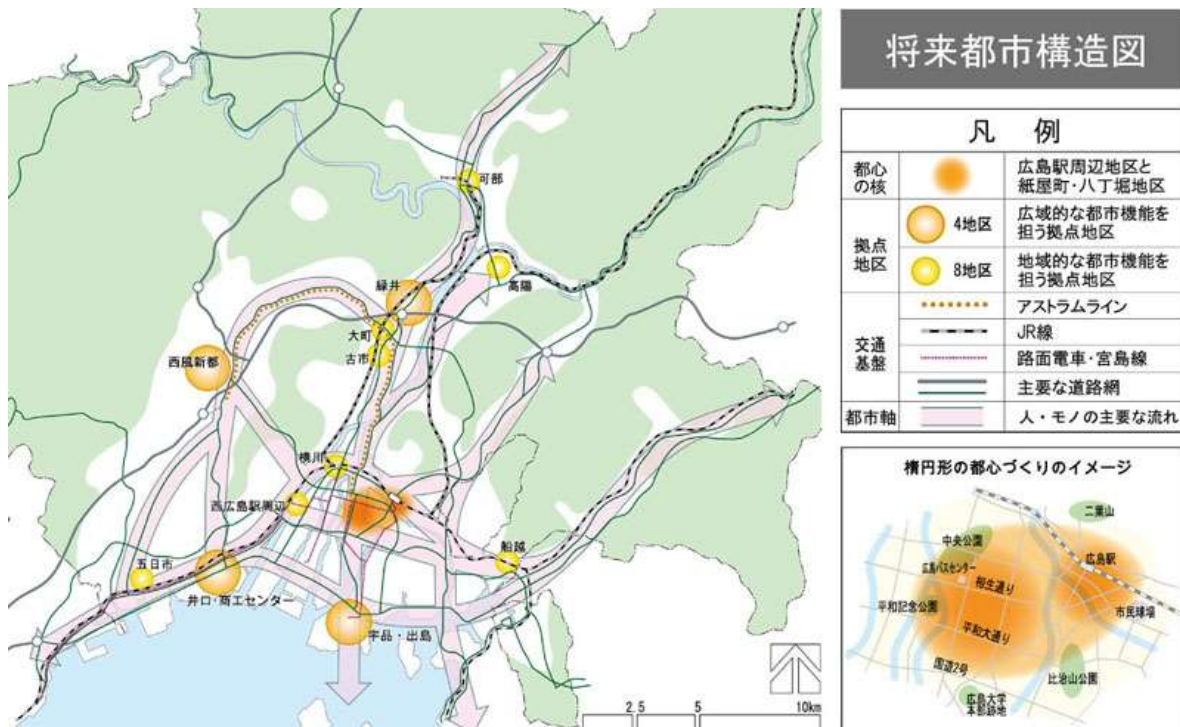 将来都市構造図
凡 例
都心
の核
広島駅周辺地区と
紙屋町・八丁堀地区
拠点
地区
4地区
広域的な都市機能を
担う拠点地区
8地区
地域的な都市機能を
担う拠点地区
交通
基盤
アストラムライン
JR線
路面電車・宮島線
主要な道路網
都市軸
人・モノの主要な流れ
可部
高陽
緑井
大町
古市
西風新都
横川
西広島駅周辺
船越
五日市
井口・商工センター
宇品・出島
2.5
5
10km
楕円形の都心づくりのイメージ
二葉山
中央公園
広島駅
広島バスセンター
相生通り
平和記念公園
市民球場
平和大通り
国道2号
比治山公園
広島大学
本部跡地